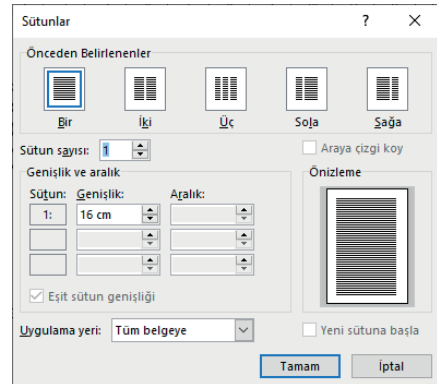 Sütunlar ? ✕
Önceden Belirlenenler
Bir İki Üç Sola Sağa
Sütun sayısı: 1 Araya çizgi koy
Genişlik ve aralık Önizleme
Sütun: Genişlik: Aralık:
1: 16 cm
Eşit sütun genişliği
Uygulama yeri: Tüm belgeye Yeni sütuna başla
Tamam İptal